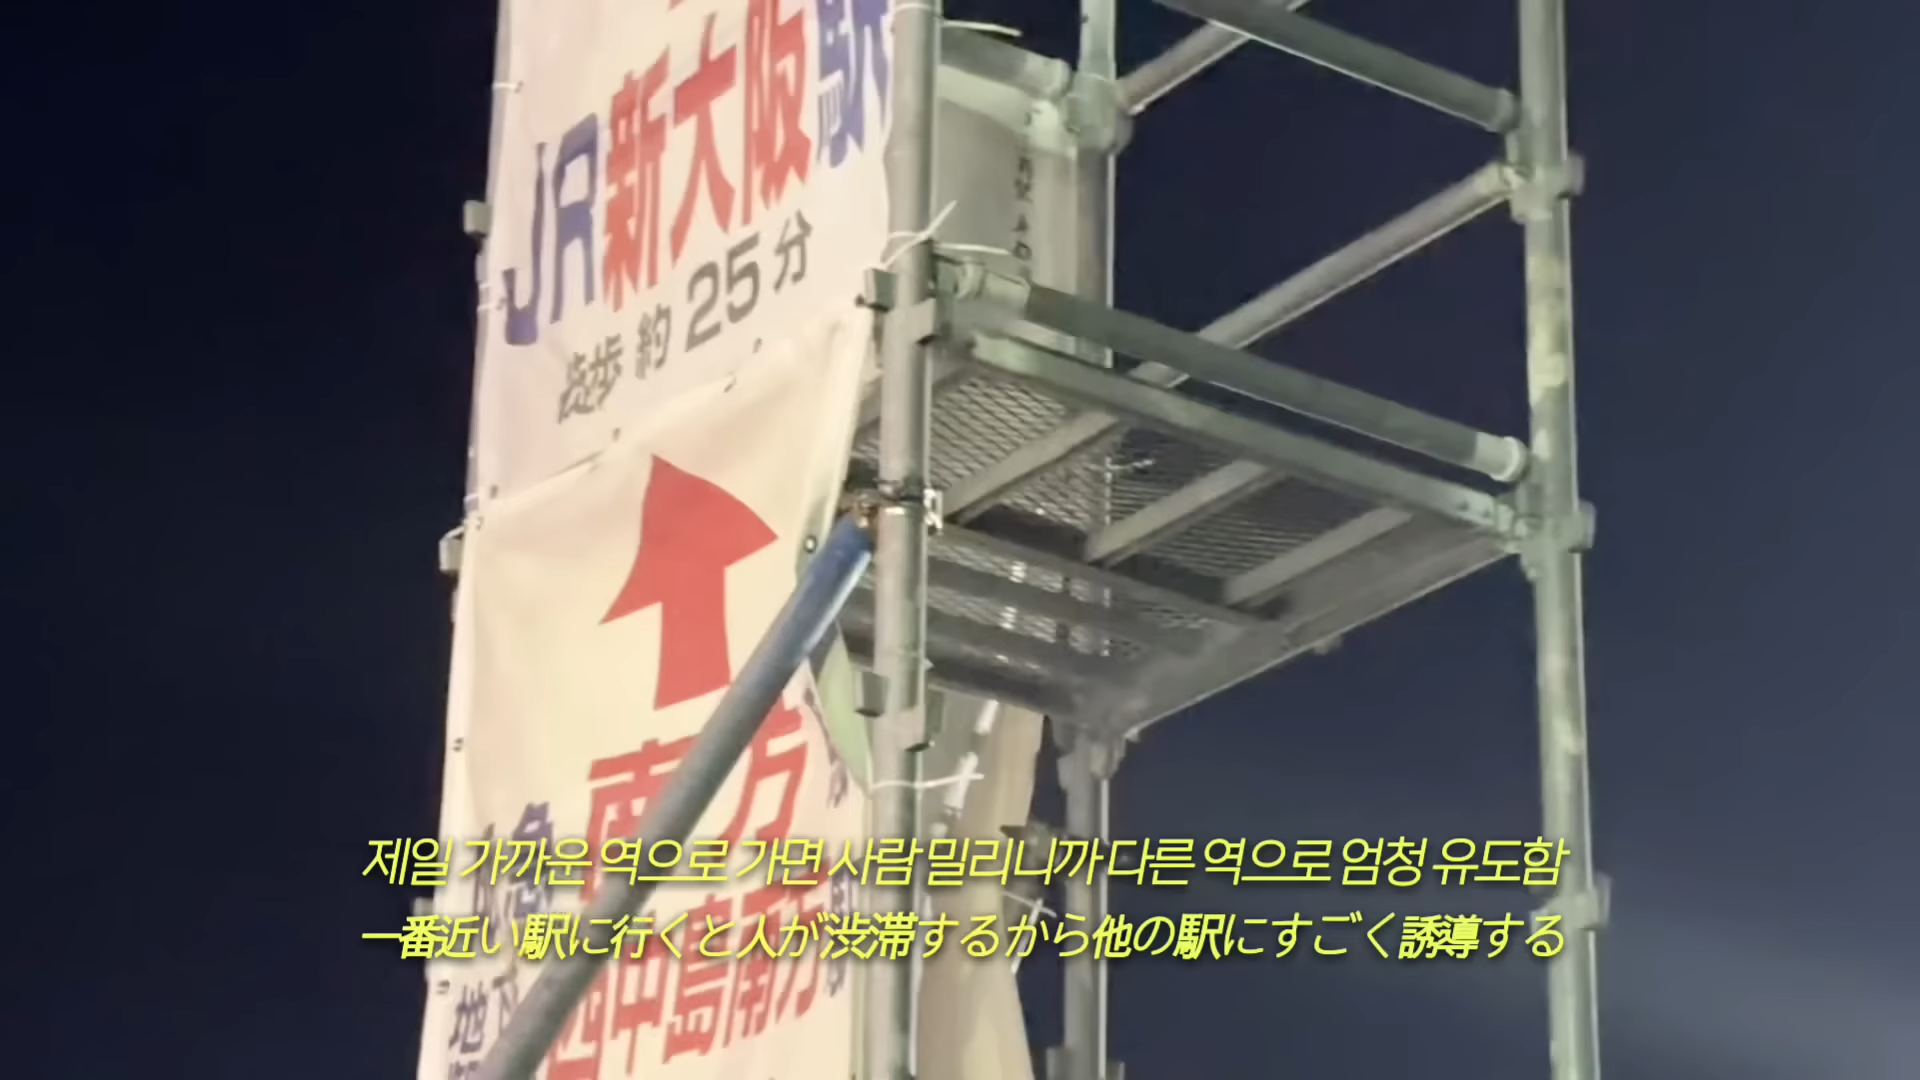 JR新大阪駅
徒歩 約 25分
南方
地下
西中島南方
제일 가까운 역으로 가면 사람 밀리니까 다른 역으로 엄청 유도함
一番近い駅に行くと人が渋滞するから他の駅にすごく誘導する